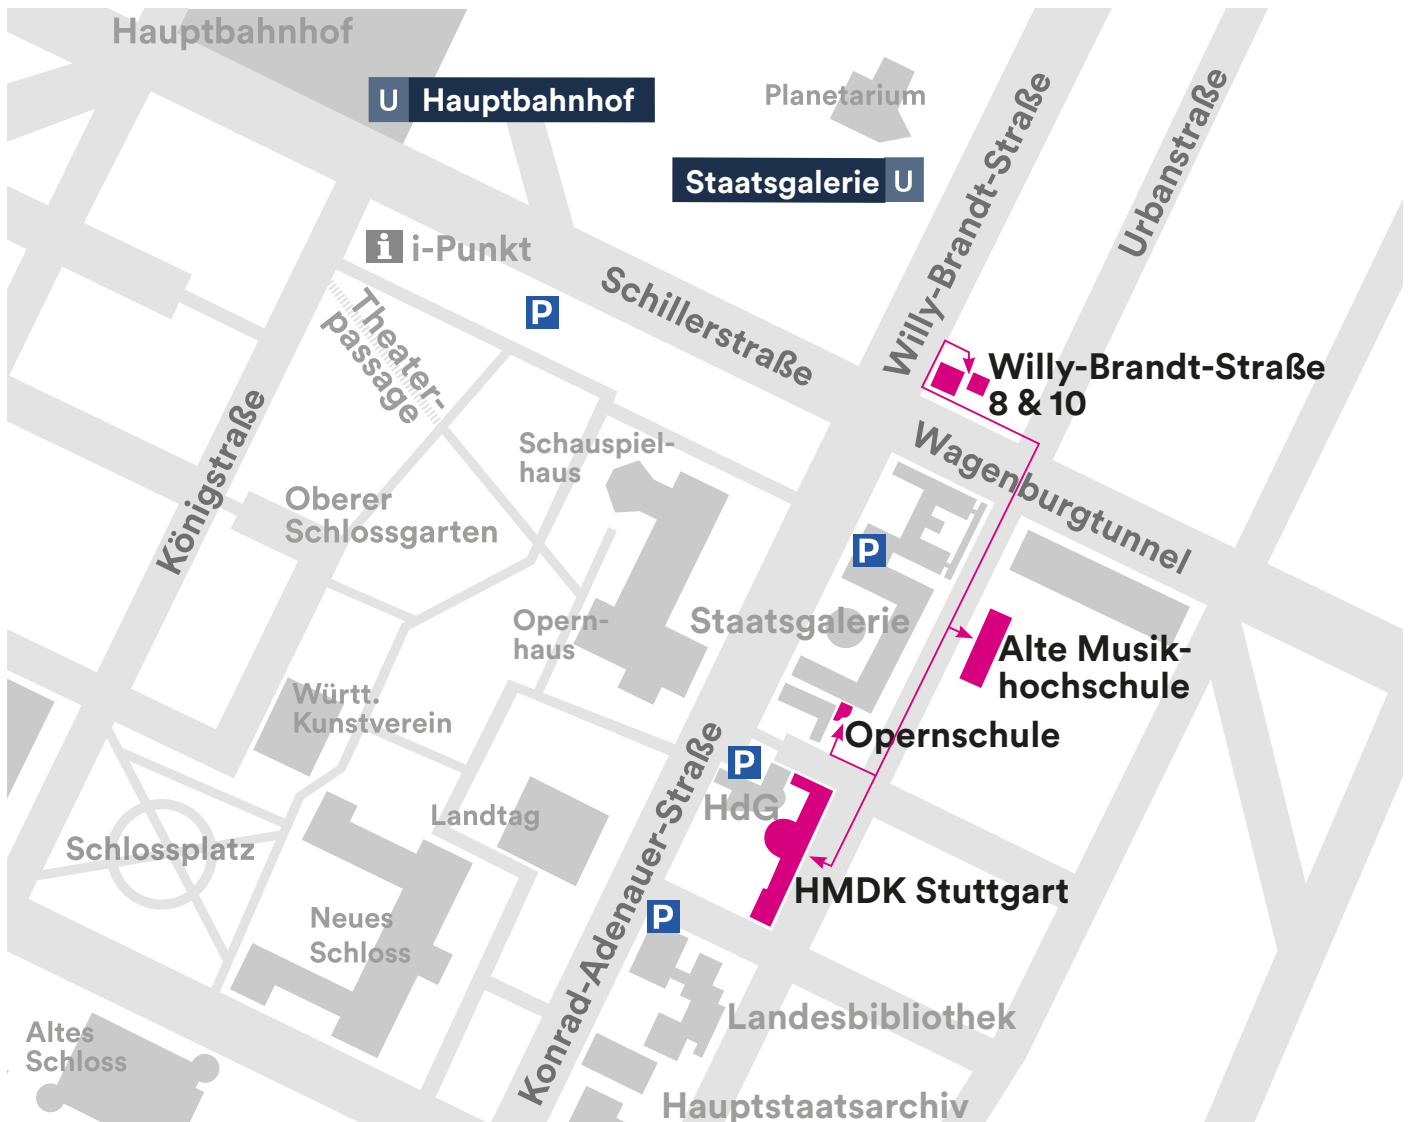 Hauptbahnhof
U Hauptbahnhof
Planetarium
Staatsgalerie U
Willy-Brandt-Straße
Urbanstraße
i i-Punkt
P
Schillerstraße
Theater-
passage
Willy-Brandt-Straße
8 & 10
Königstraße
Wagenburgtunnel
Schauspiel-
haus
Oberer
Schlossgarten
P
Opern-
haus
Staatsgalerie
Alte Musik-
hochschule
Württ.
Kunstverein
Opernschule
P
HdG
Landtag
Konrad-Adenauer-Straße
Schlossplatz
HMDK Stuttgart
P
Neues
Schloss
Landesbibliothek
Altes
Schloss
Hauptstaatsarchiv